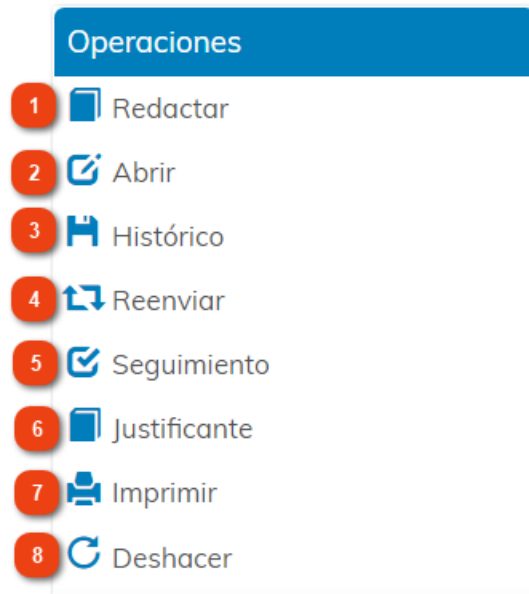 Operaciones
1 Redactar
2 Abrir
3 Histórico
4 Reenviar
5 Seguimiento
6 Justificante
7 Imprimir
8 Deshacer